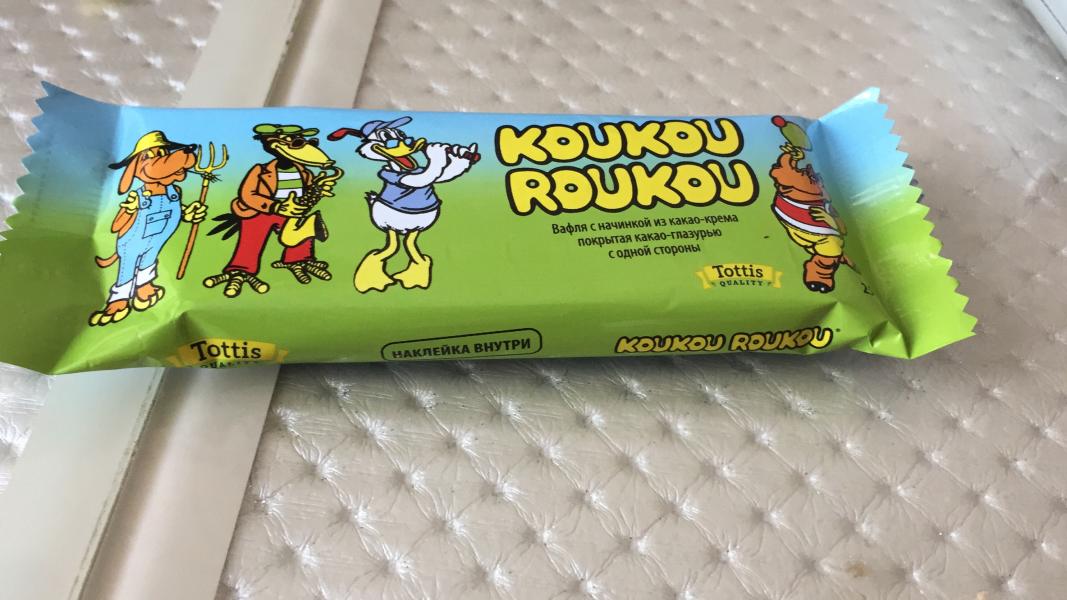 KOUKOU
ROUKOU
Вафля с начинкой из какао-крема
покрытая какао-глазурью
с одной стороны
Tottis
QUALITY
Tottis
QUALITY
НАКЛЕЙКА ВНУТРИ
KOUKOU ROUKOU